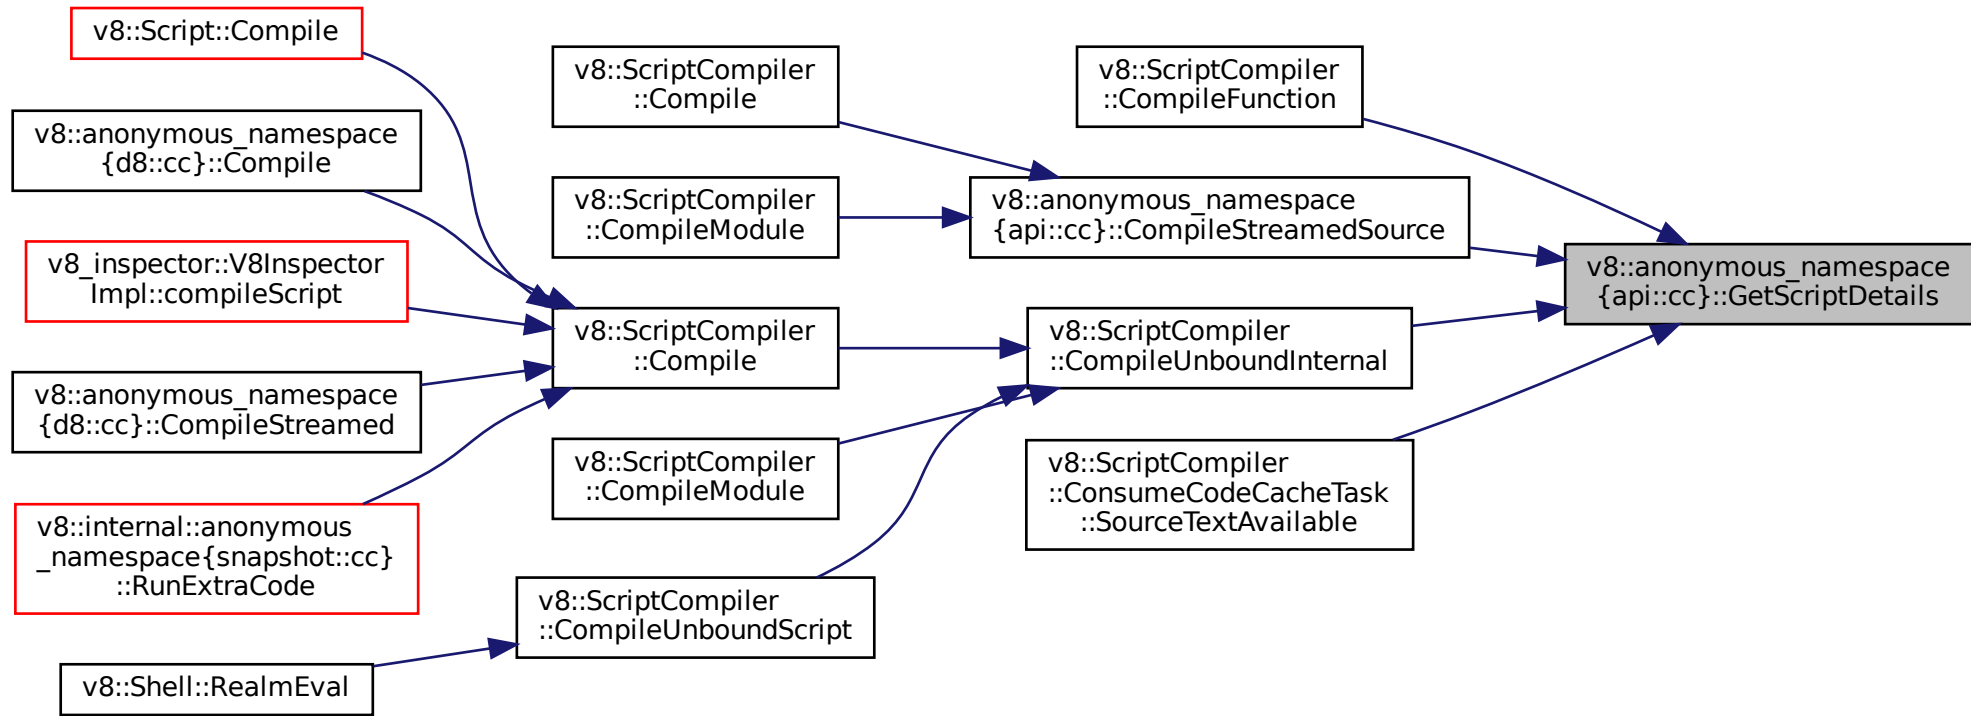 v8::Script::Compile
v8::anonymous_namespace
{d8::cc}::Compile
v8_inspector::V8Inspector
Impl::compileScript
v8::anonymous_namespace
{d8::cc}::CompileStreamed
v8::internal::anonymous
_namespace{snapshot::cc}
::RunExtraCode
v8::Shell::RealmEval
v8::ScriptCompiler
::Compile
v8::ScriptCompiler
::CompileModule
v8::ScriptCompiler
::Compile
v8::ScriptCompiler
::CompileModule
v8::ScriptCompiler
::CompileUnboundScript
v8::ScriptCompiler
::CompileFunction
v8::anonymous_namespace
{api::cc}::CompileStreamedSource
v8::ScriptCompiler
::CompileUnboundInternal
v8::ScriptCompiler
::ConsumeCodeCacheTask
::SourceTextAvailable
v8::anonymous_namespace
{api::cc}::GetScriptDetails